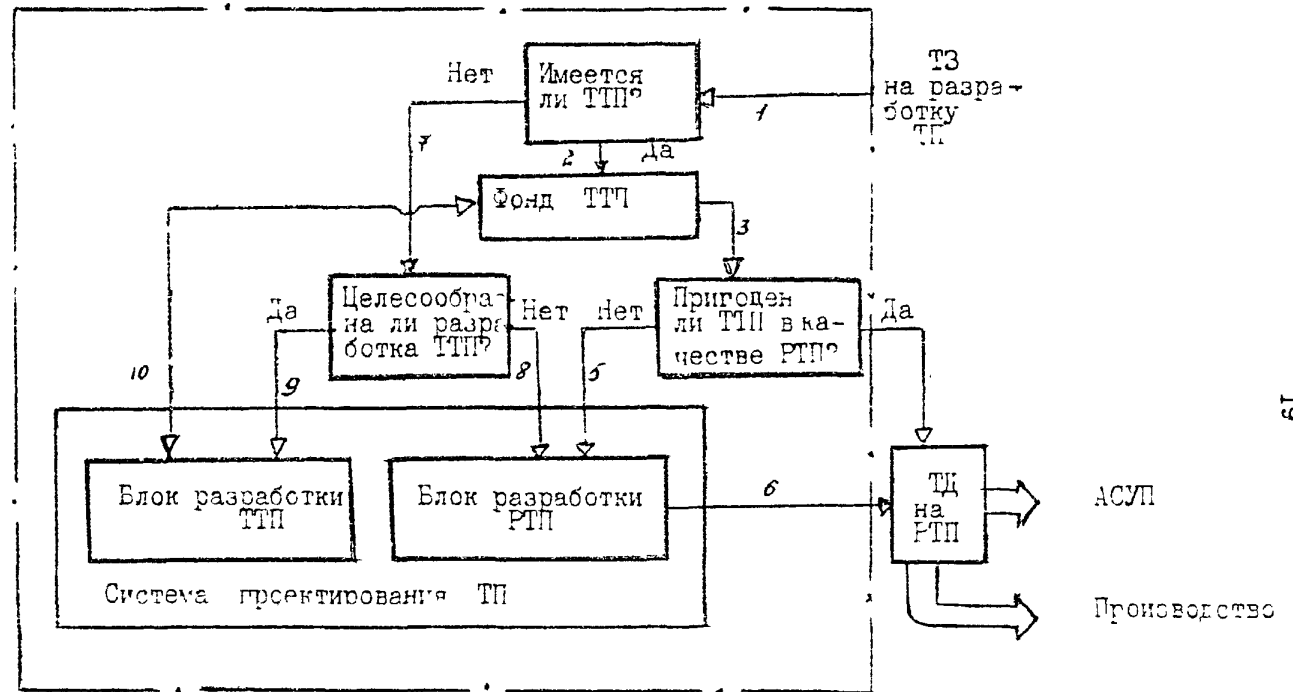 Нет
Имеется
ли ТТП?
ТЗ
на разра-
ботку
ТП
1
7
2
Да
Фонд ТТП
3
Да
Целесообраз-
на ли разра-
ботка ТТП?
Нет
Нет
Пригоден
ли ТТП в ка-
честве РТП?
Да
10
9
8
5
Блок разработки
ТТП
Блок разработки
РТП
6
ТД
на
РТП
АСУП
Система проектирования ТП
Производство
19